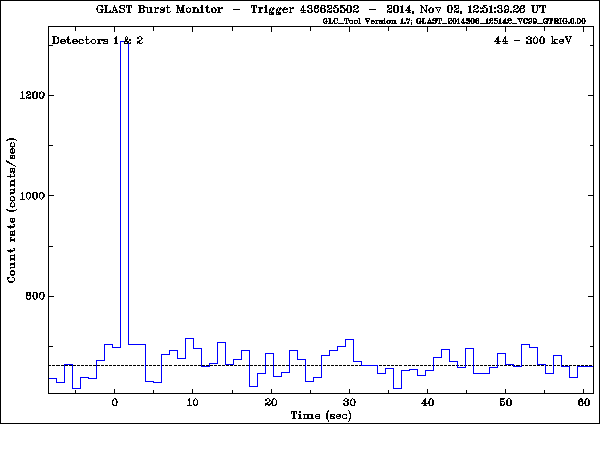 GLAST Burst Monitor – Trigger 436625502 – 2014, Nov 02, 12:51:39.26 UT
Detectors 1 & 2
44 - 300 keV
1200
1000
800
Count rate (counts/sec)
0 10 20 30 40 50 60
Time (sec)